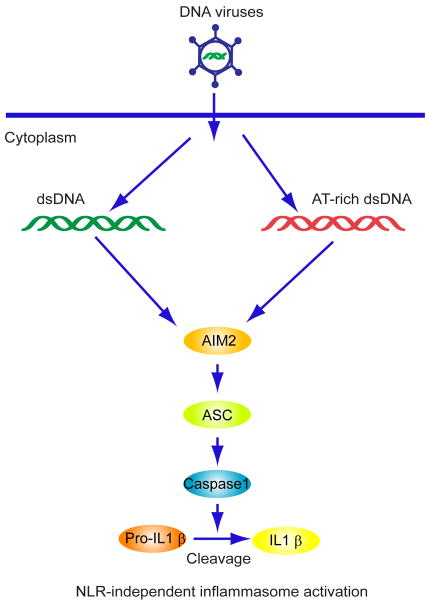 DNA viruses
Cytoplasm
dsDNA
AT-rich dsDNA
AIM2
ASC
Caspase1
Pro-IL1 β
IL1 β
Cleavage
NLR-independent inflammasome activation